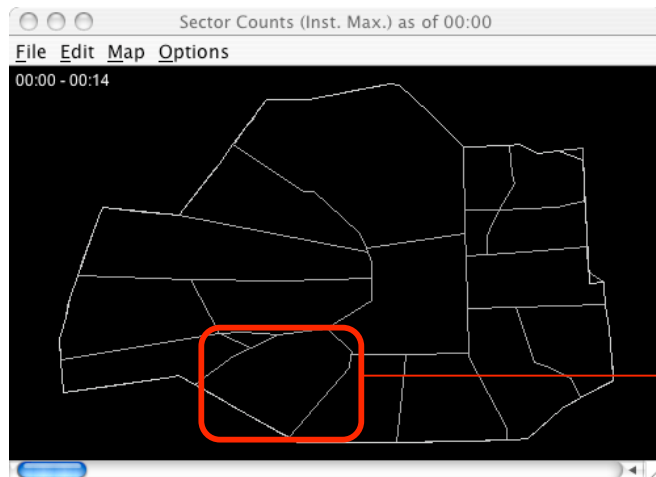 Sector Counts (Inst. Max.) as of 00:00
File Edit Map Options
00:00 - 00:14